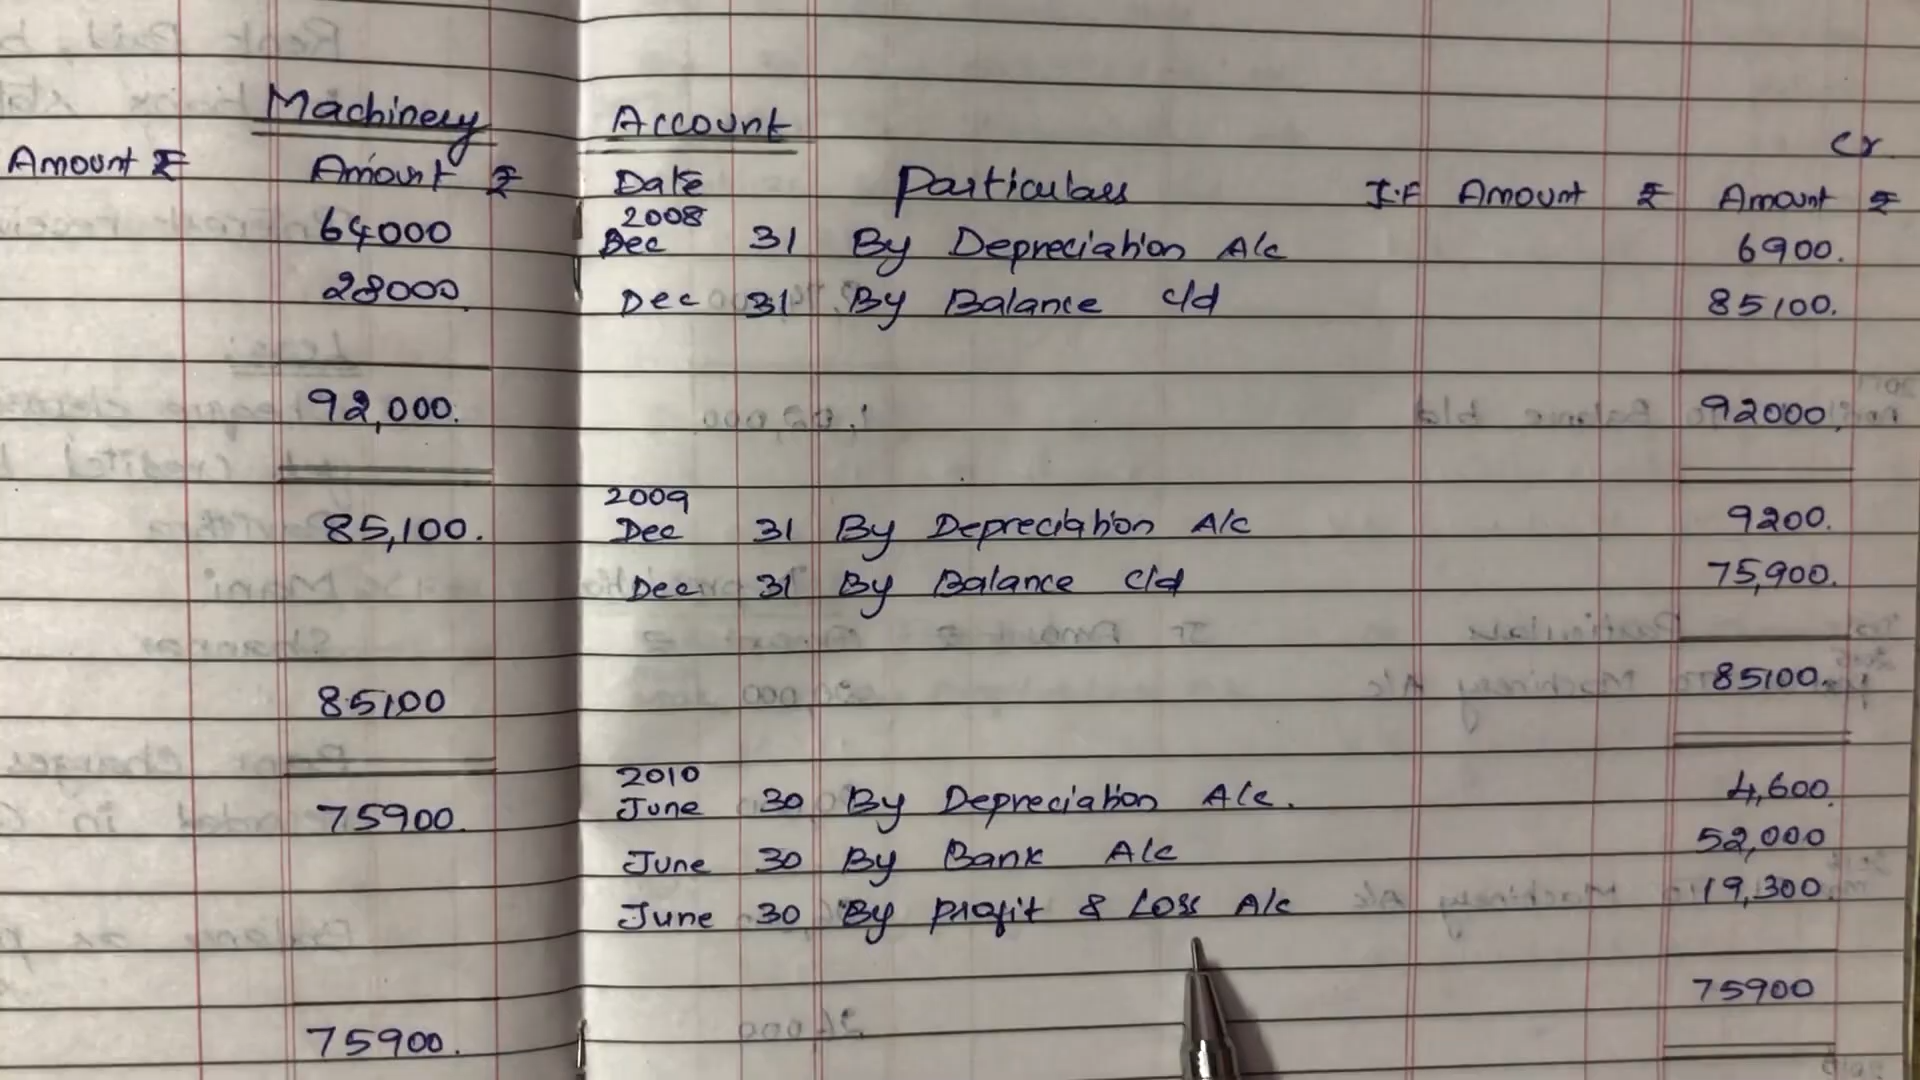 Machinery Account
Cr
Amount ₹ Amount ₹ Date Particulars J.F Amount ₹ Amount ₹
2008
64000 Dec 31 By Depreciation A/c 6900.
28000 Dec 31 By Balance c/d 85100.
92,000. 92000
2009
85,100. Dec 31 By Depreciation A/c 9200.
Dec 31 By Balance c/d 75,900.
85100 85100
2010
75900 June 30 By Depreciation A/c. 4,600
June 30 By Bank A/c 52,000
June 30 By Profit & Loss A/c 19,300
75900
75900.